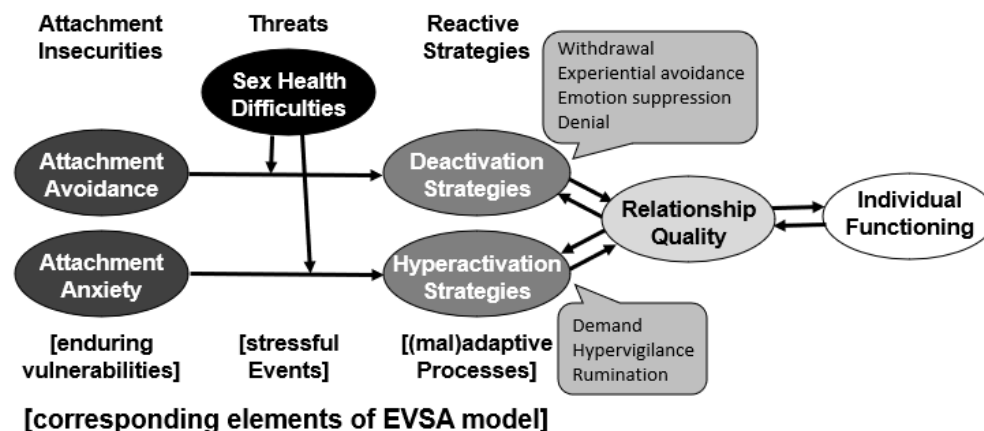 Attachment
Insecurities
Threats
Reactive
Strategies
Withdrawal
Experiential avoidance
Emotion suppression
Denial
Sex Health
Difficulties
Attachment
Avoidance
Deactivation
Strategies
Relationship
Quality
Individual
Functioning
Attachment
Anxiety
Hyperactivation
Strategies
Demand
Hypervigilance
Rumination
[enduring
vulnerabilities]
[stressful
Events]
[(mal)adaptive
Processes]
[corresponding elements of EVSA model]